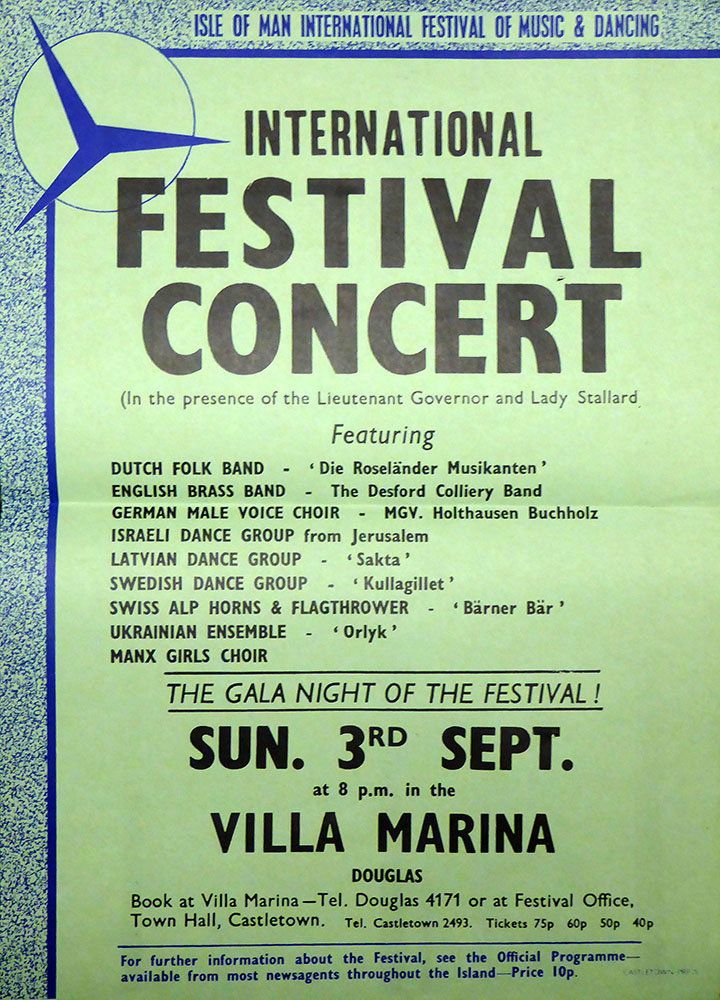 ISLE OF MAN INTERNATIONAL FESTIVAL OF MUSIC & DANCING
INTERNATIONAL
FESTIVAL
CONCERT
(In the presence of the Lieutenant Governor and Lady Stallard
Featuring
DUTCH FOLK BAND - ‘Die Roseländer Musikanten’
ENGLISH BRASS BAND - The Desford Colliery Band
GERMAN MALE VOICE CHOIR - MGV. Holthausen Buchholz
ISRAELI DANCE GROUP from Jerusalem
LATVIAN DANCE GROUP - ‘Sakta’
SWEDISH DANCE GROUP - ‘Kullagillet’
SWISS ALP HORNS & FLAGTHROWER - ‘Bärner Bär’
UKRAINIAN ENSEMBLE - ‘Orlyk’
MANX GIRLS CHOIR
THE GALA NIGHT OF THE FESTIVAL!
SUN. 3RD SEPT.
at 8 p.m. in the
VILLA MARINA
DOUGLAS
Book at Villa Marina—Tel. Douglas 4171 or at Festival Office,
Town Hall, Castletown. Tel. Castletown 2493. Tickets 75p 60p 50p 40p
For further information about the Festival, see the Official Programme—
available from most newsagents throughout the Island—Price 10p.
CASTLETOWN PRESS